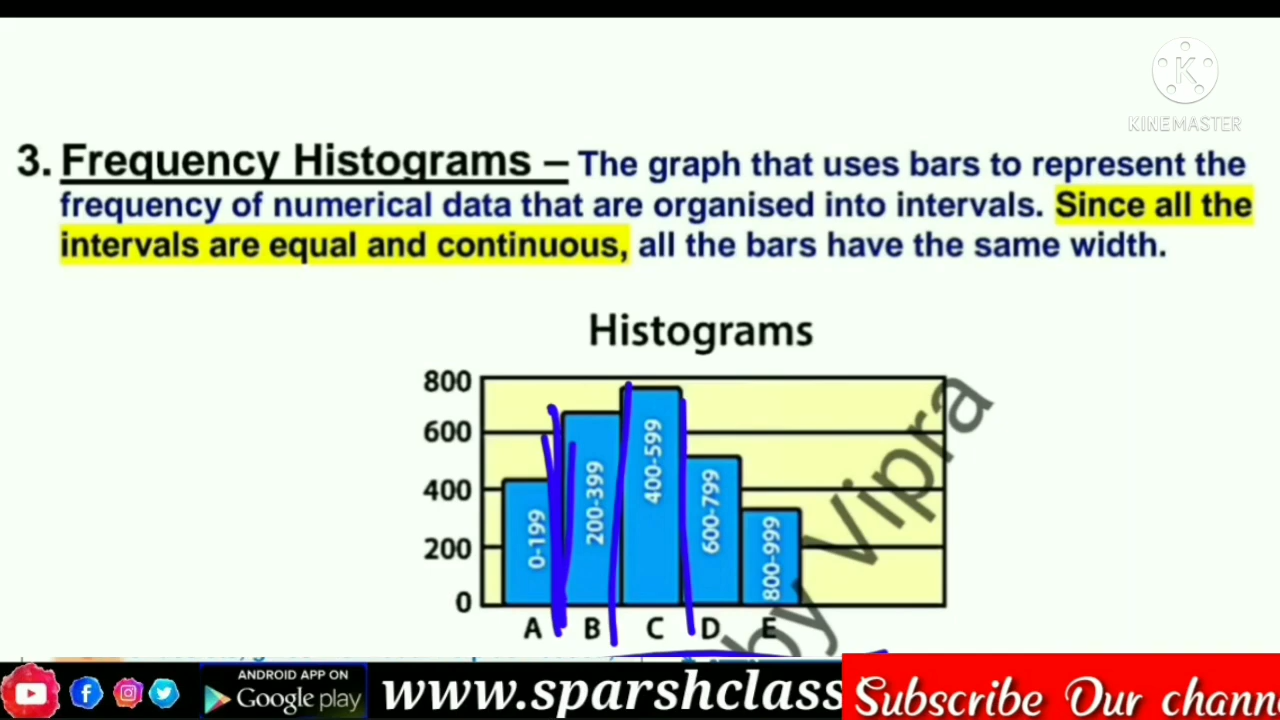 KINEMASTER
3. Frequency Histograms – The graph that uses bars to represent the
frequency of numerical data that are organised into intervals. Since all the
intervals are equal and continuous, all the bars have the same width.
Histograms
800
600
400
200
0
0-199
200-399
400-599
600-799
800-999
A B C D E
by Vipra
ANDROID APP ON
Google play
www.sparshclass
Subscribe Our chann